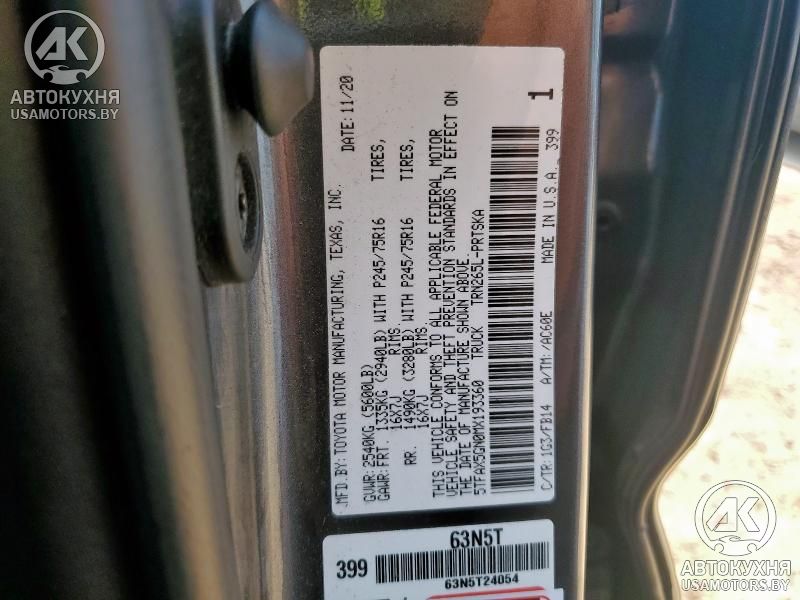 AK
АВТОКУХНЯ
USAMOTORS.BY
MFD.BY:TOYOTA MOTOR MANUFACTURING, TEXAS, INC. DATE: 11/20
GVWR:2540KG (5600LB)
GAWR:FRT. 1335KG (2940LB) WITH P245/75R16 TIRES,
16X7J RIMS
RR. 1490KG (3280LB) WITH P245/75R16 TIRES,
16X7J RIMS
THIS VEHICLE CONFORMS TO ALL APPLICABLE FEDERAL MOTOR
VEHICLE SAFETY AND THEFT PREVENTION STANDARDS IN EFFECT ON
THE DATE OF MANUFACTURE SHOWN ABOVE.
5TFAX5GN0MX193360 TRUCK TRN265L-PRTSKA
C/TR:1G3/FB14 A/TM:/AC60E MADE IN U.S.A. 399
1
399
63N5T
63N5T24054
AK
АВТОКУХНЯ
USAMOTORS.BY